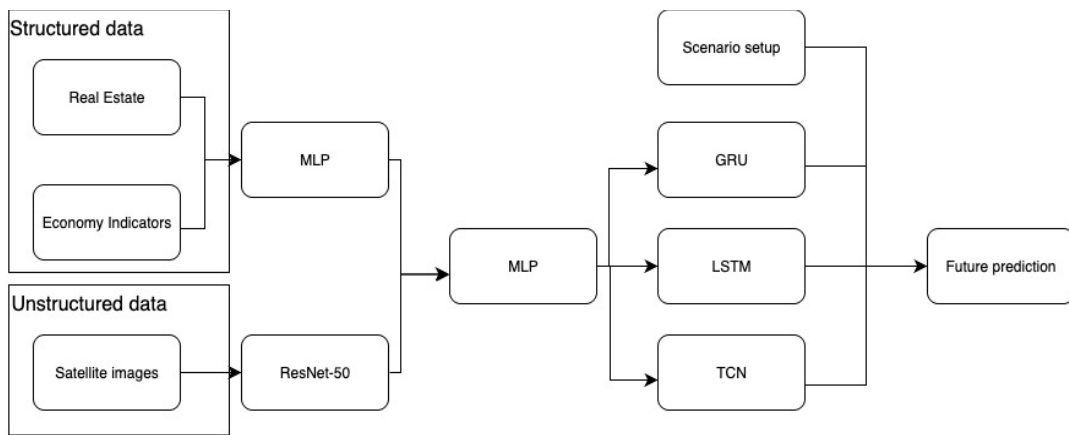 Structured data
Real Estate
Economy Indicators
Unstructured data
Satellite images
MLP
ResNet-50
MLP
Scenario setup
GRU
LSTM
TCN
Future prediction